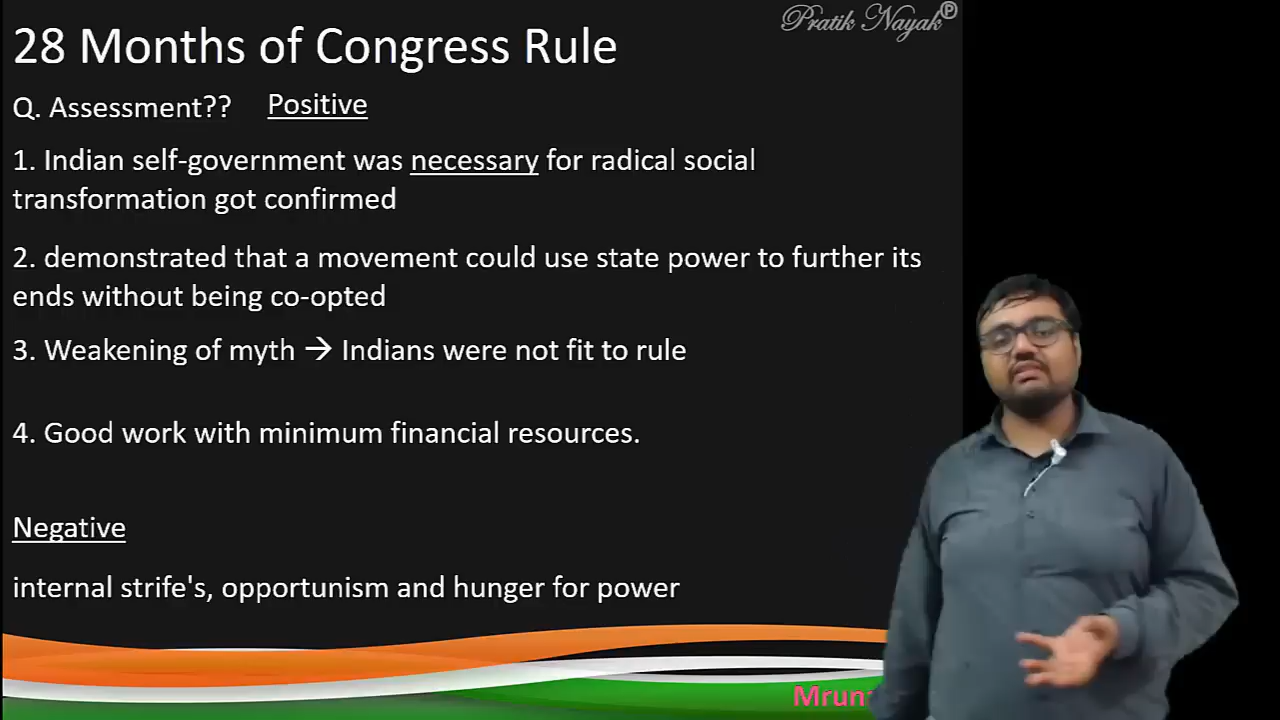 Pratik Nayak®
28 Months of Congress Rule
Q. Assessment?? Positive
1. Indian self-government was necessary for radical social
transformation got confirmed
2. demonstrated that a movement could use state power to further its
ends without being co-opted
3. Weakening of myth → Indians were not fit to rule
4. Good work with minimum financial resources.
Negative
internal strife's, opportunism and hunger for power